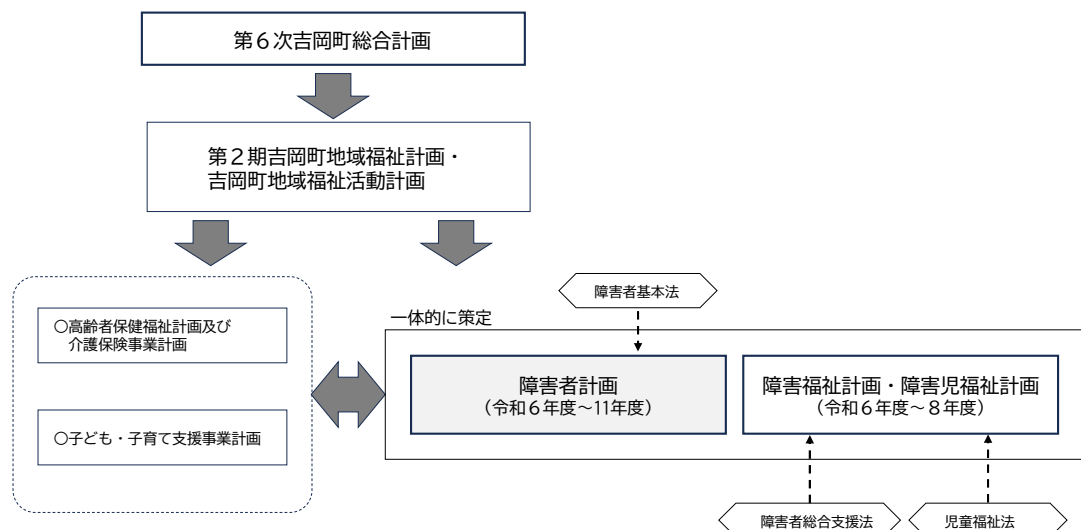 第６次吉岡町総合計画
第２期吉岡町地域福祉計画・
吉岡町地域福祉活動計画
障害者基本法
一体的に策定
○高齢者保健福祉計画及び
介護保険事業計画
○子ども・子育て支援事業計画
障害者計画
（令和６年度～11年度）
障害福祉計画・障害児福祉計画
（令和６年度～８年度）
障害者総合支援法
児童福祉法